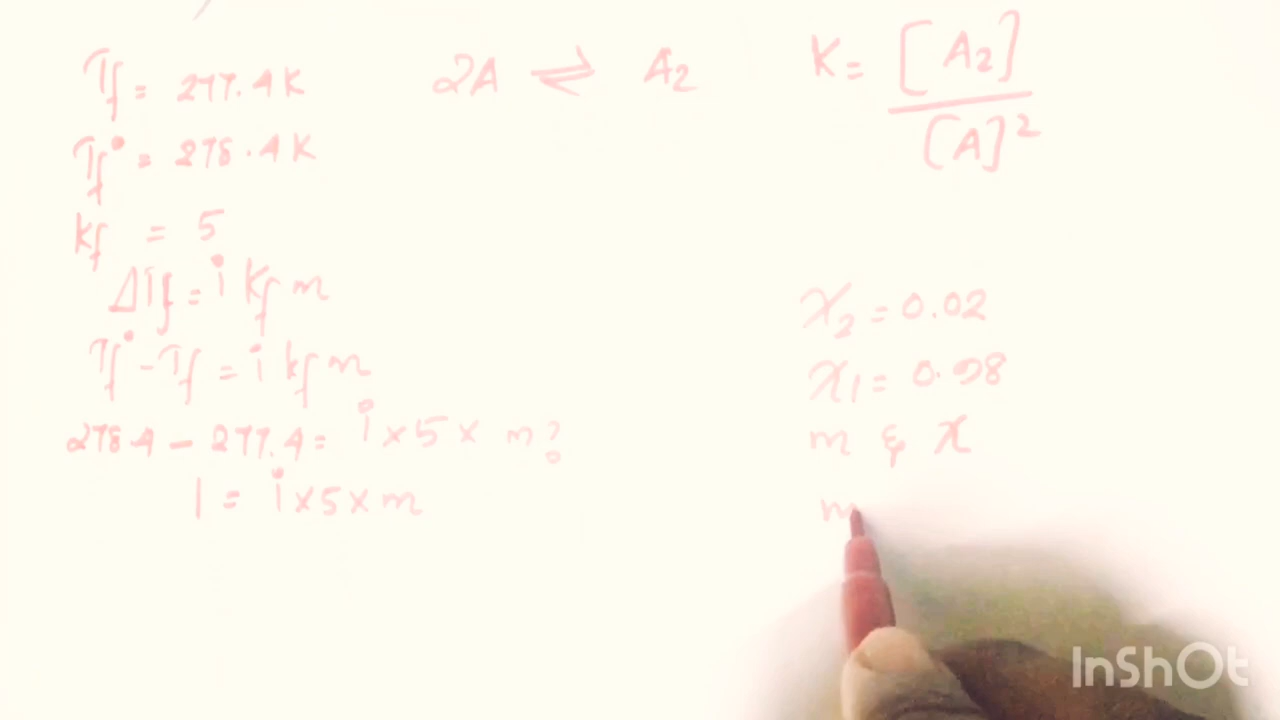 Tf = 277.4 K
2A ⇌ A2
K = [A2] / [A]²
Tf° = 278.4 K
kf = 5
ΔTf = i kf m
Tf° - Tf = i kf m
278.4 - 277.4 = i × 5 × m?
1 = i × 5 × m
X2 = 0.02
X1 = 0.98
m & X
m
InShOt